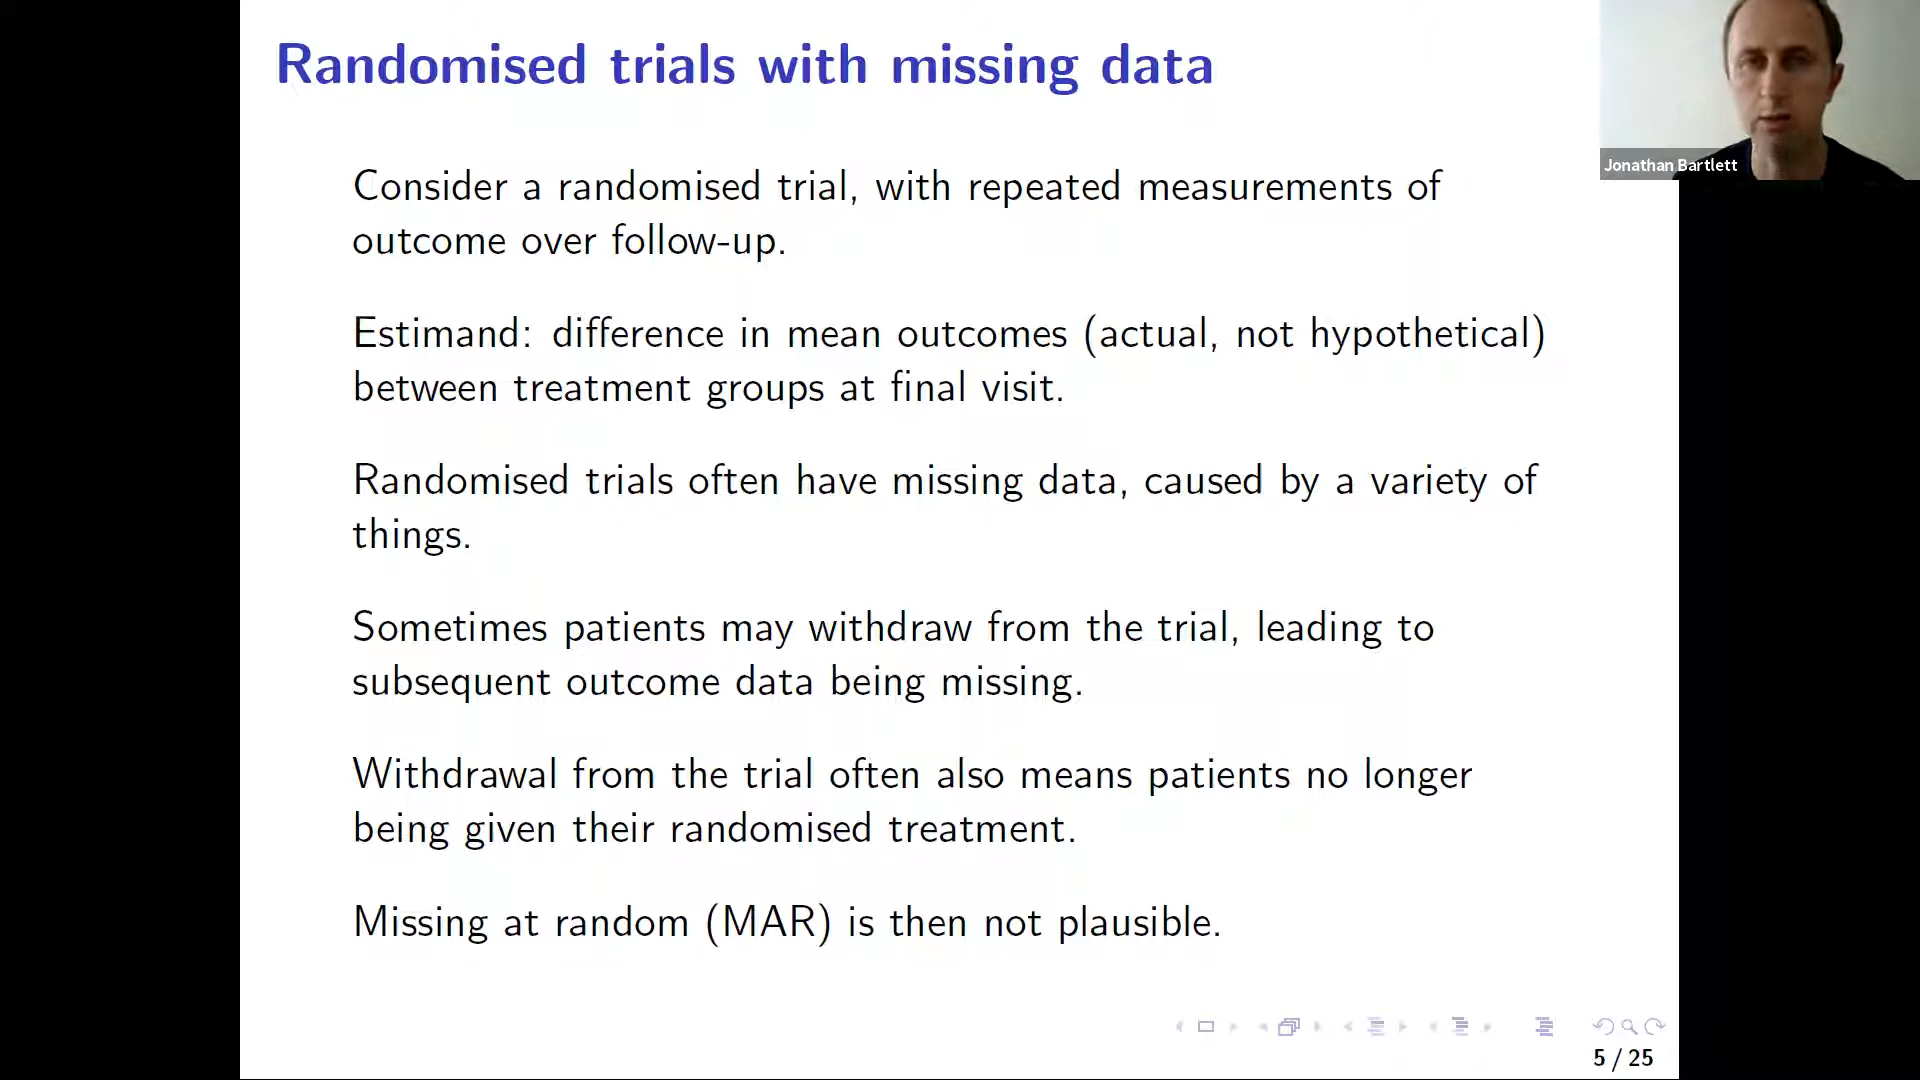 Randomised trials with missing data
Jonathan Bartlett
Consider a randomised trial, with repeated measurements of
outcome over follow-up.
Estimand: difference in mean outcomes (actual, not hypothetical)
between treatment groups at final visit.
Randomised trials often have missing data, caused by a variety of
things.
Sometimes patients may withdraw from the trial, leading to
subsequent outcome data being missing.
Withdrawal from the trial often also means patients no longer
being given their randomised treatment.
Missing at random (MAR) is then not plausible.
5 / 25